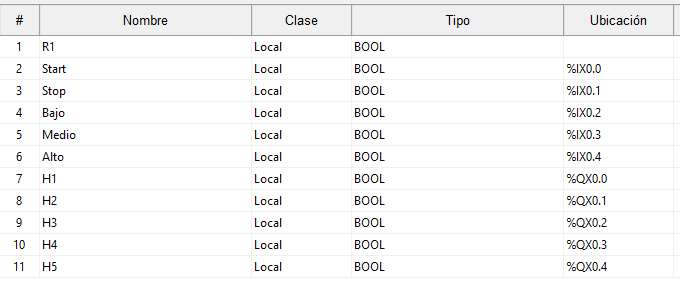 # Nombre Clase Tipo Ubicación
1 R1 Local BOOL
2 Start Local BOOL %IX0.0
3 Stop Local BOOL %IX0.1
4 Bajo Local BOOL %IX0.2
5 Medio Local BOOL %IX0.3
6 Alto Local BOOL %IX0.4
7 H1 Local BOOL %QX0.0
8 H2 Local BOOL %QX0.1
9 H3 Local BOOL %QX0.2
10 H4 Local BOOL %QX0.3
11 H5 Local BOOL %QX0.4